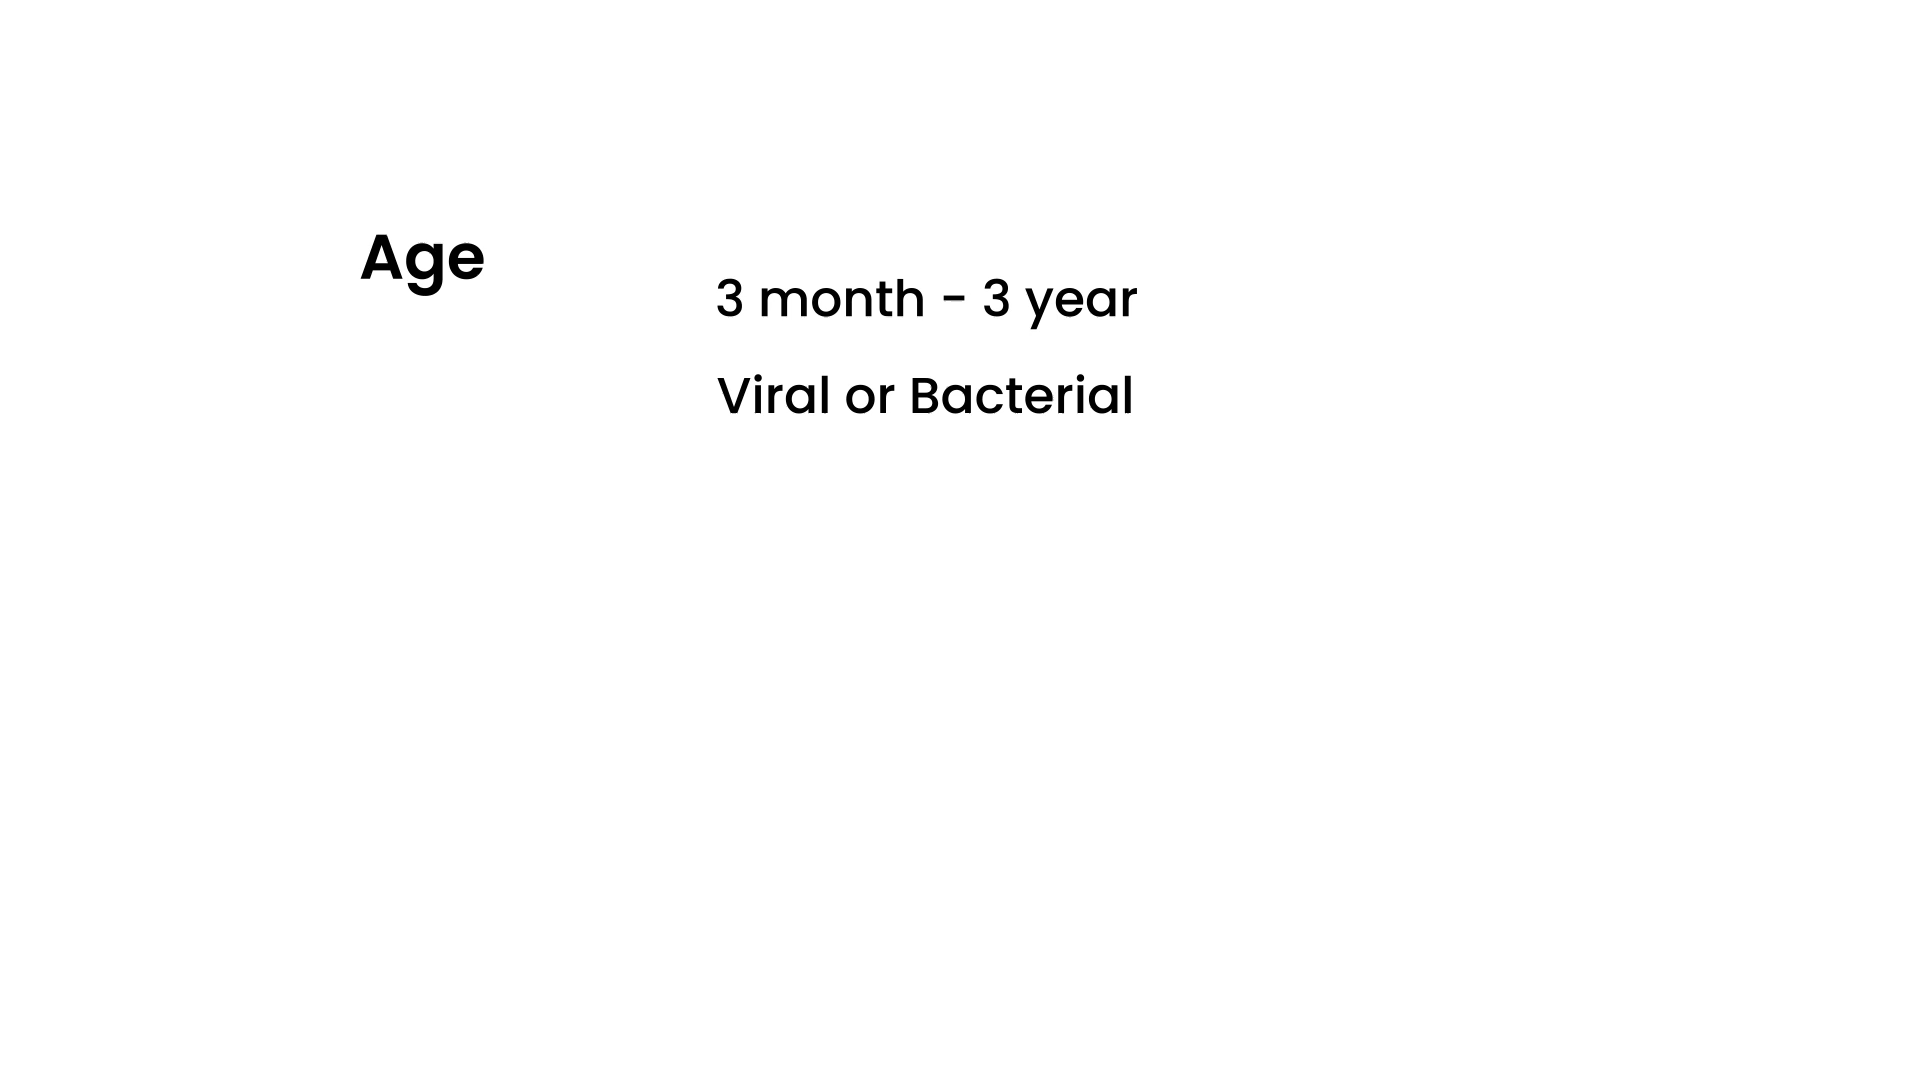 Age
3 month - 3 year
Viral or Bacterial